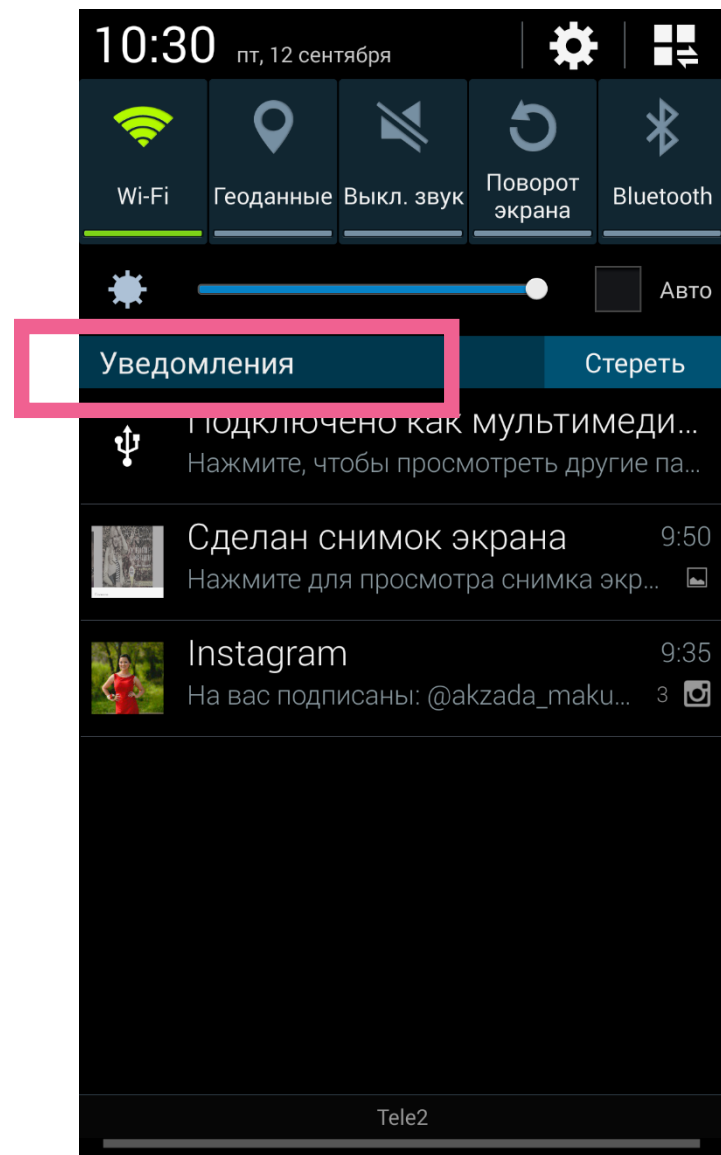 10:30 пт, 12 сентября
Wi-Fi
Геоданные
Выкл. звук
Поворот
экрана
Bluetooth
Авто
Уведомления
Стереть
Подключено как мультимеди...
Нажмите, чтобы просмотреть другие па...
Сделан снимок экрана 9:50
Нажмите для просмотра снимка экр...
Instagram 9:35
На вас подписаны: @akzada_maku... 3
Tele2